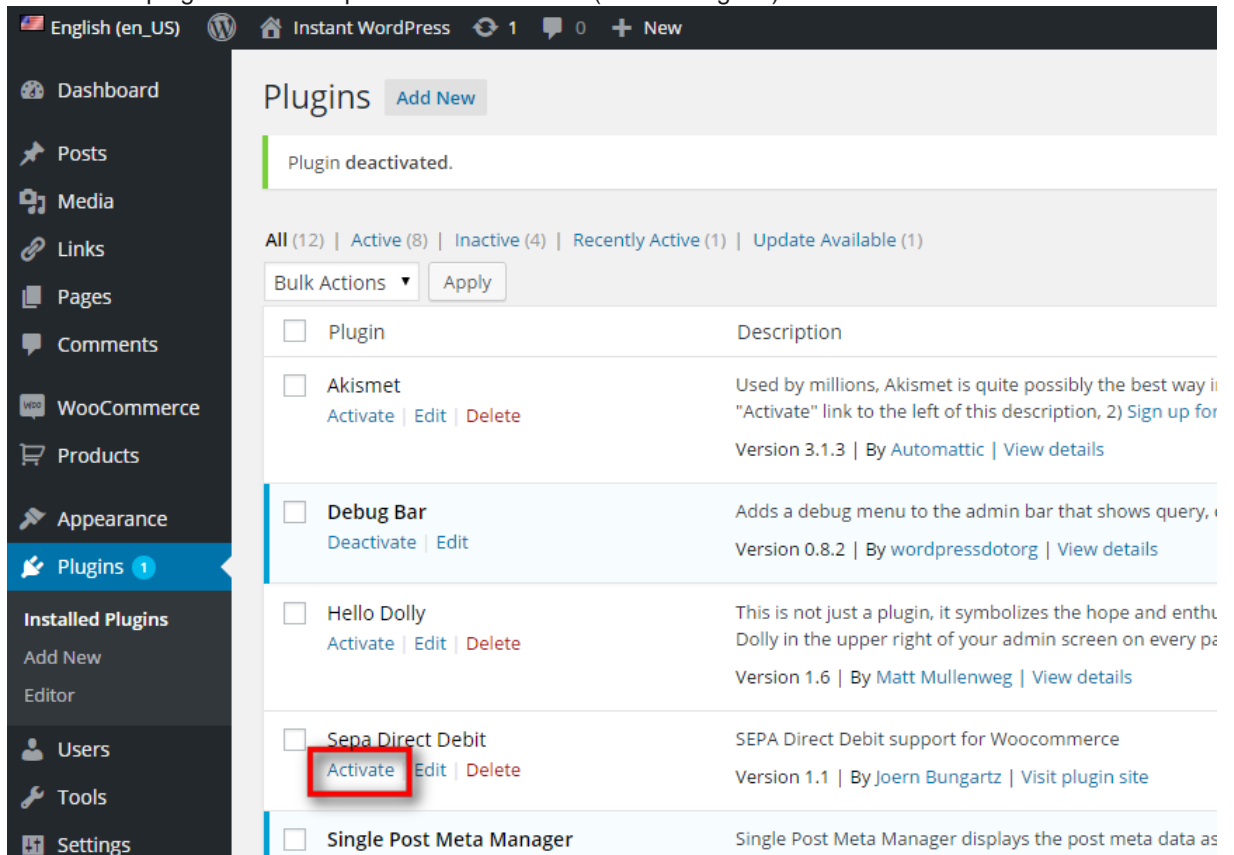 English (en_US) Instant WordPress 1 0 + New
Dashboard
Posts
Media
Links
Pages
Comments
WooCommerce
Products
Appearance
Plugins 1
Installed Plugins
Add New
Editor
Users
Tools
Settings
Plugins Add New
Plugin deactivated.
All (12) | Active (8) | Inactive (4) | Recently Active (1) | Update Available (1)
Bulk Actions Apply
Plugin Description
Akismet
Activate | Edit | Delete
Used by millions, Akismet is quite possibly the best way
"Activate" link to the left of this description, 2) Sign up for
Version 3.1.3 | By Automattic | View details
Debug Bar
Deactivate | Edit
Adds a debug menu to the admin bar that shows query,
Version 0.8.2 | By wordpressdotorg | View details
Hello Dolly
Activate | Edit | Delete
This is not just a plugin, it symbolizes the hope and
Dolly in the upper right of your admin screen on every
Version 1.6 | By Matt Mullenweg | View details
Sepa Direct Debit
Activate | Edit | Delete
SEPA Direct Debit support for Woocommerce
Version 1.1 | By Joern Bungartz | Visit plugin site
Single Post Meta Manager
Single Post Meta Manager displays the post meta data as